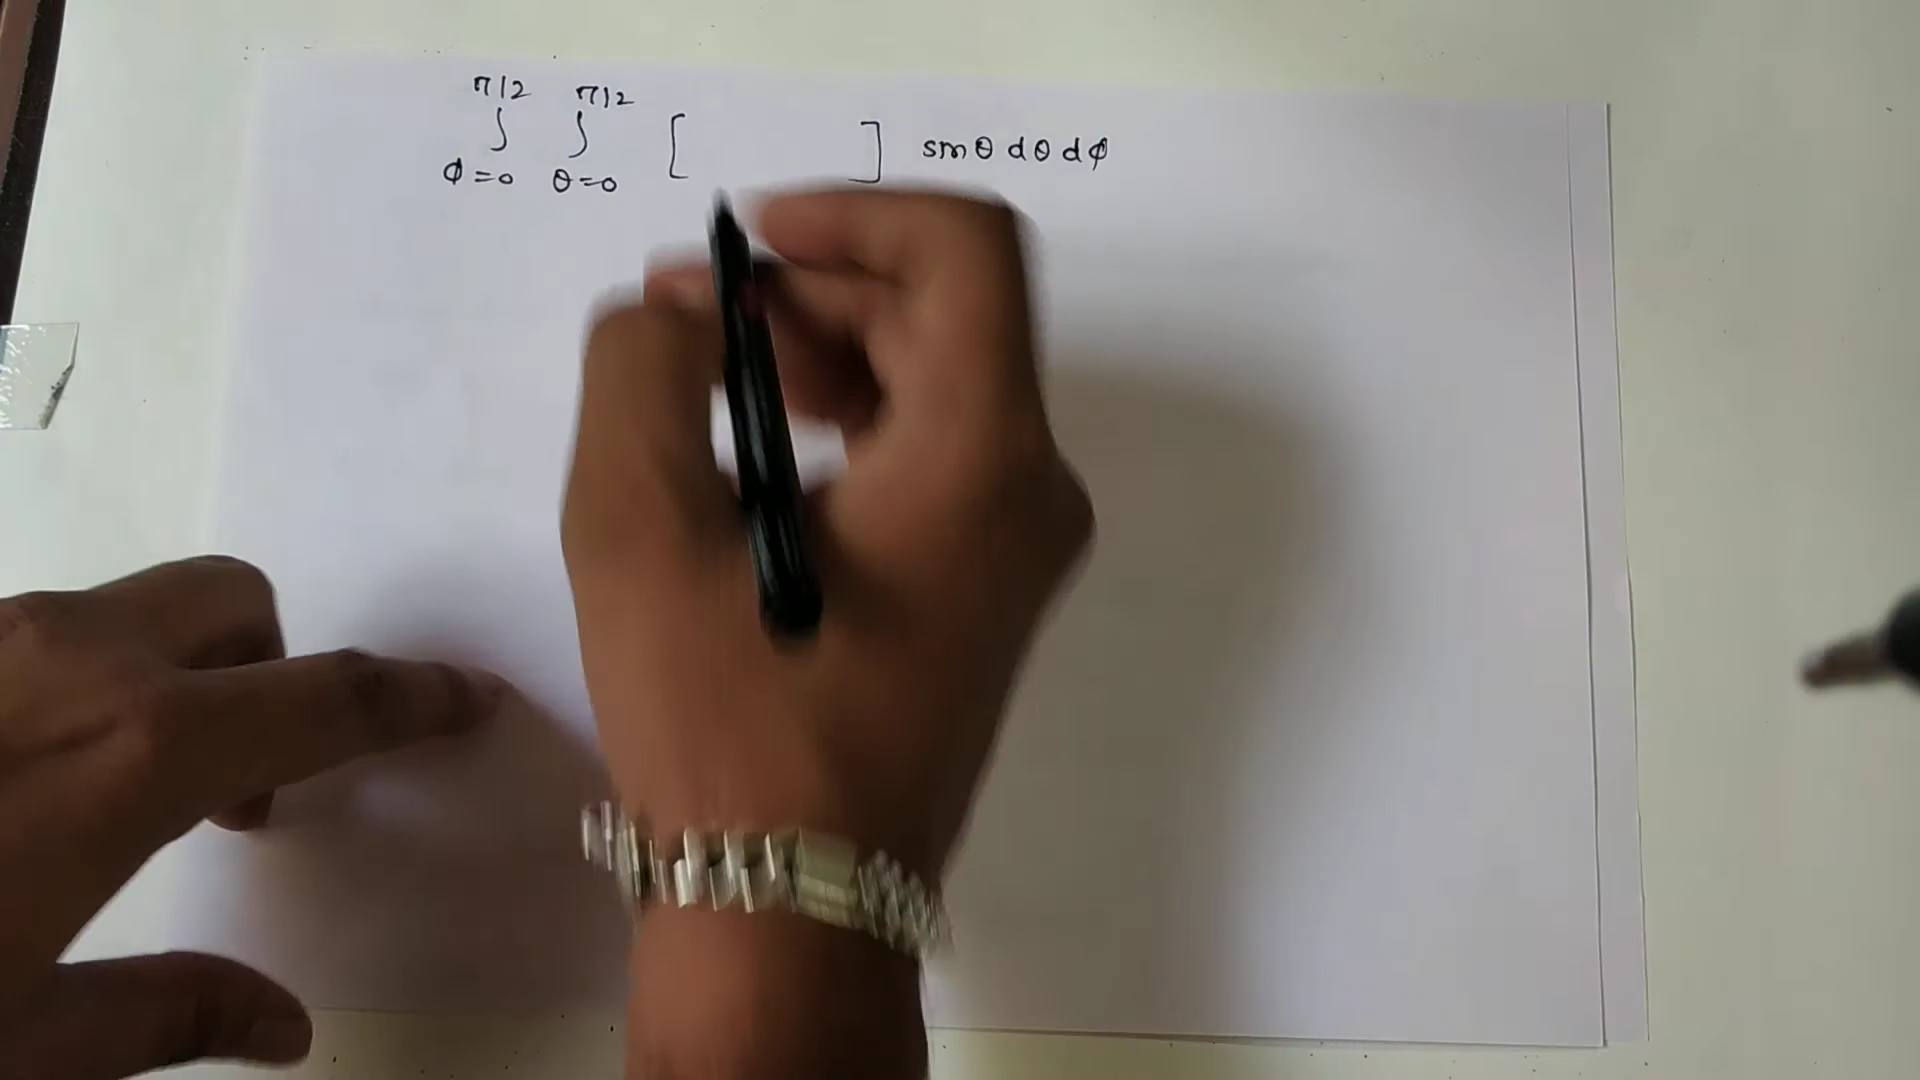 π/2 π/2
∫ ∫ [ ] sinθ dθ dφ
φ=0 θ=0